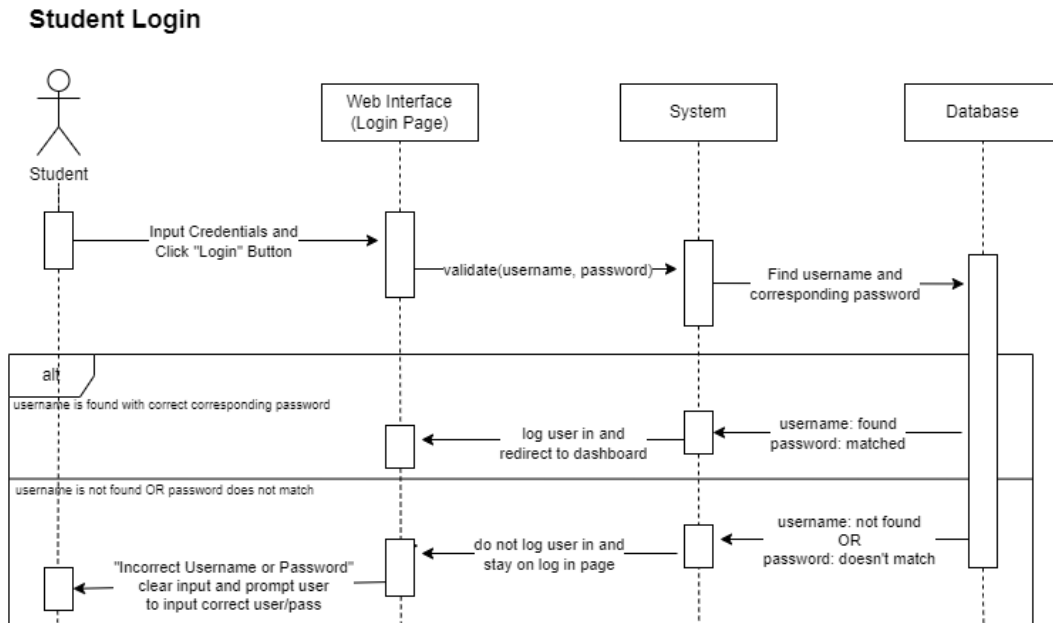 Student Login
Web Interface
(Login Page)
System
Database
Student
Input Credentials and
Click "Login" Button
validate(username, password)
Find username and
corresponding password
alt
username is found with correct corresponding password
log user in and
redirect to dashboard
username: found
password: matched
username is not found OR password does not match
username: not found
OR
password: doesn't match
do not log user in and
stay on log in page
"Incorrect Username or Password"
clear input and prompt user
to input correct user/pass